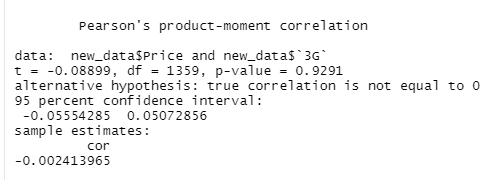 Pearson's product-moment correlation
data:  new_data$Price and new_data$`3G`
t = -0.08899, df = 1359, p-value = 0.9291
alternative hypothesis: true correlation is not equal to 0
95 percent confidence interval:
 -0.05554285  0.05072856
sample estimates:
         cor
-0.002413965